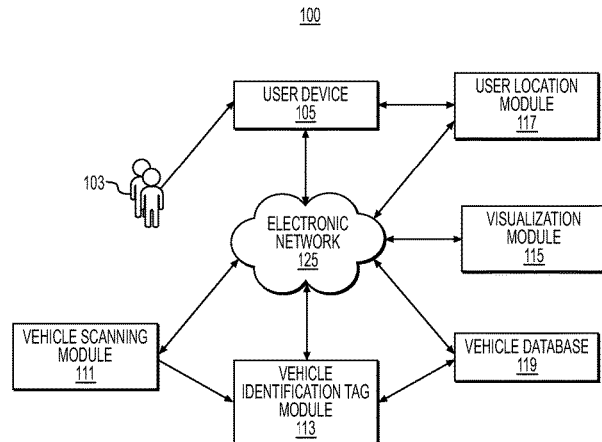 100
USER DEVICE
105
USER LOCATION
MODULE
117
103
ELECTRONIC
NETWORK
125
VISUALIZATION
MODULE
115
VEHICLE SCANNING
MODULE
111
VEHICLE
IDENTIFICATION TAG
MODULE
113
VEHICLE DATABASE
119